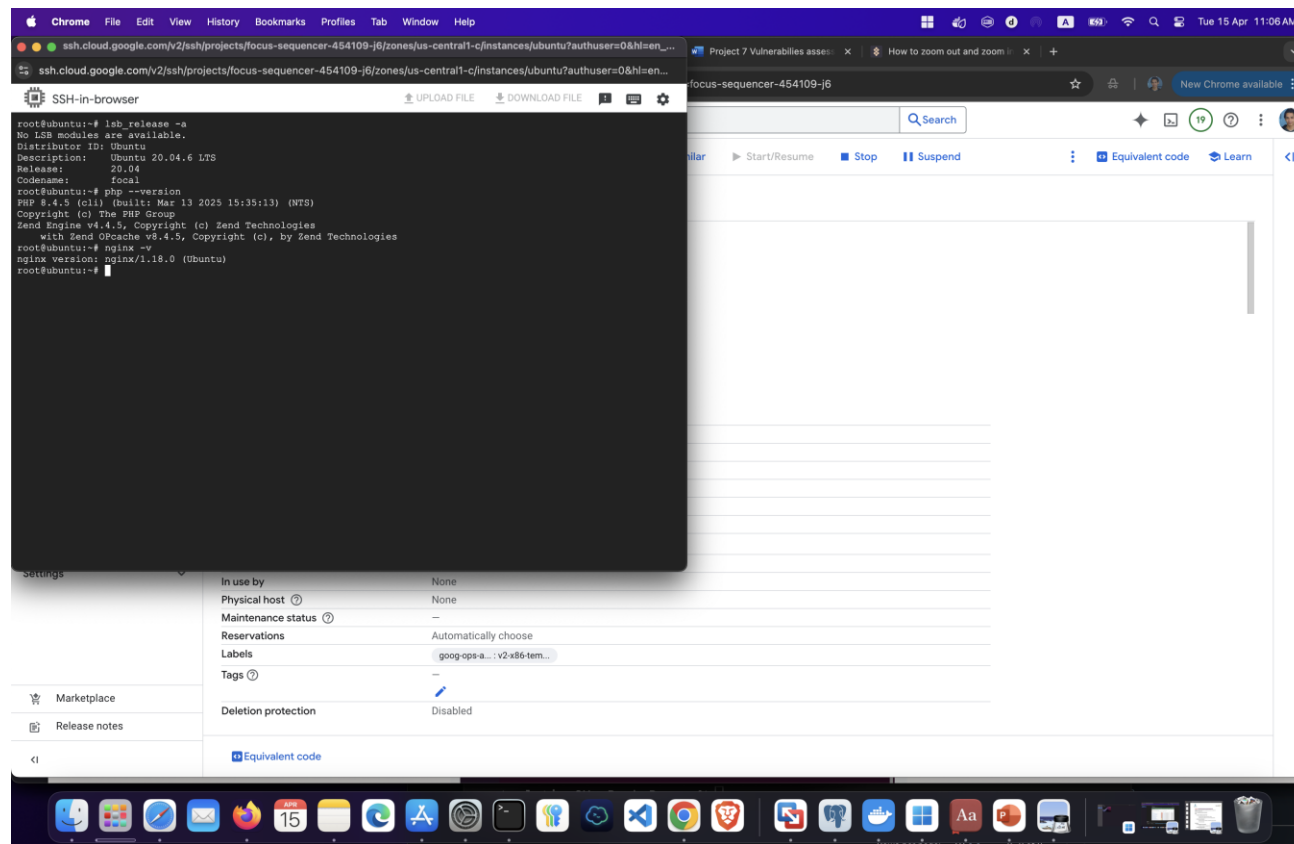 Chrome File Edit View History Bookmarks Profiles Tab Window Help
Tue 15 Apr 11:06 AM
ssh.cloud.google.com/v2/ssh/projects/focus-sequencer-454109-j6/zones/us-central1-c/instances/ubuntu?authuser=0&hl=en_...
Project 7 Vulnerabilies asses
How to zoom out and zoom in
ssh.cloud.google.com/v2/ssh/projects/focus-sequencer-454109-j6/zones/us-central1-c/instances/ubuntu?authuser=0&hl=en...
focus-sequencer-454109-j6
New Chrome available
SSH-in-browser
UPLOAD FILE
DOWNLOAD FILE
Search
19
root@ubuntu:~# lsb_release -a
No LSB modules are available.
Distributor ID: Ubuntu
Description: Ubuntu 20.04.6 LTS
Release: 20.04
Codename: focal
root@ubuntu:~# php --version
PHP 8.4.5 (cli) (built: Mar 13 2025 15:35:13) (NTS)
Copyright (c) The PHP Group
Zend Engine v4.4.5, Copyright (c) Zend Technologies
with Zend OPcache v8.4.5, Copyright (c), by Zend Technologies
root@ubuntu:~# nginx -v
nginx version: nginx/1.18.0 (Ubuntu)
root@ubuntu:~#
milar
Start/Resume
Stop
Suspend
Equivalent code
Learn
Settings
In use by None
Physical host None
Maintenance status —
Reservations Automatically choose
Labels goog-ops-a... : v2-x86-tem...
Tags —
Deletion protection Disabled
Marketplace
Release notes
Equivalent code
APR
15
Aa